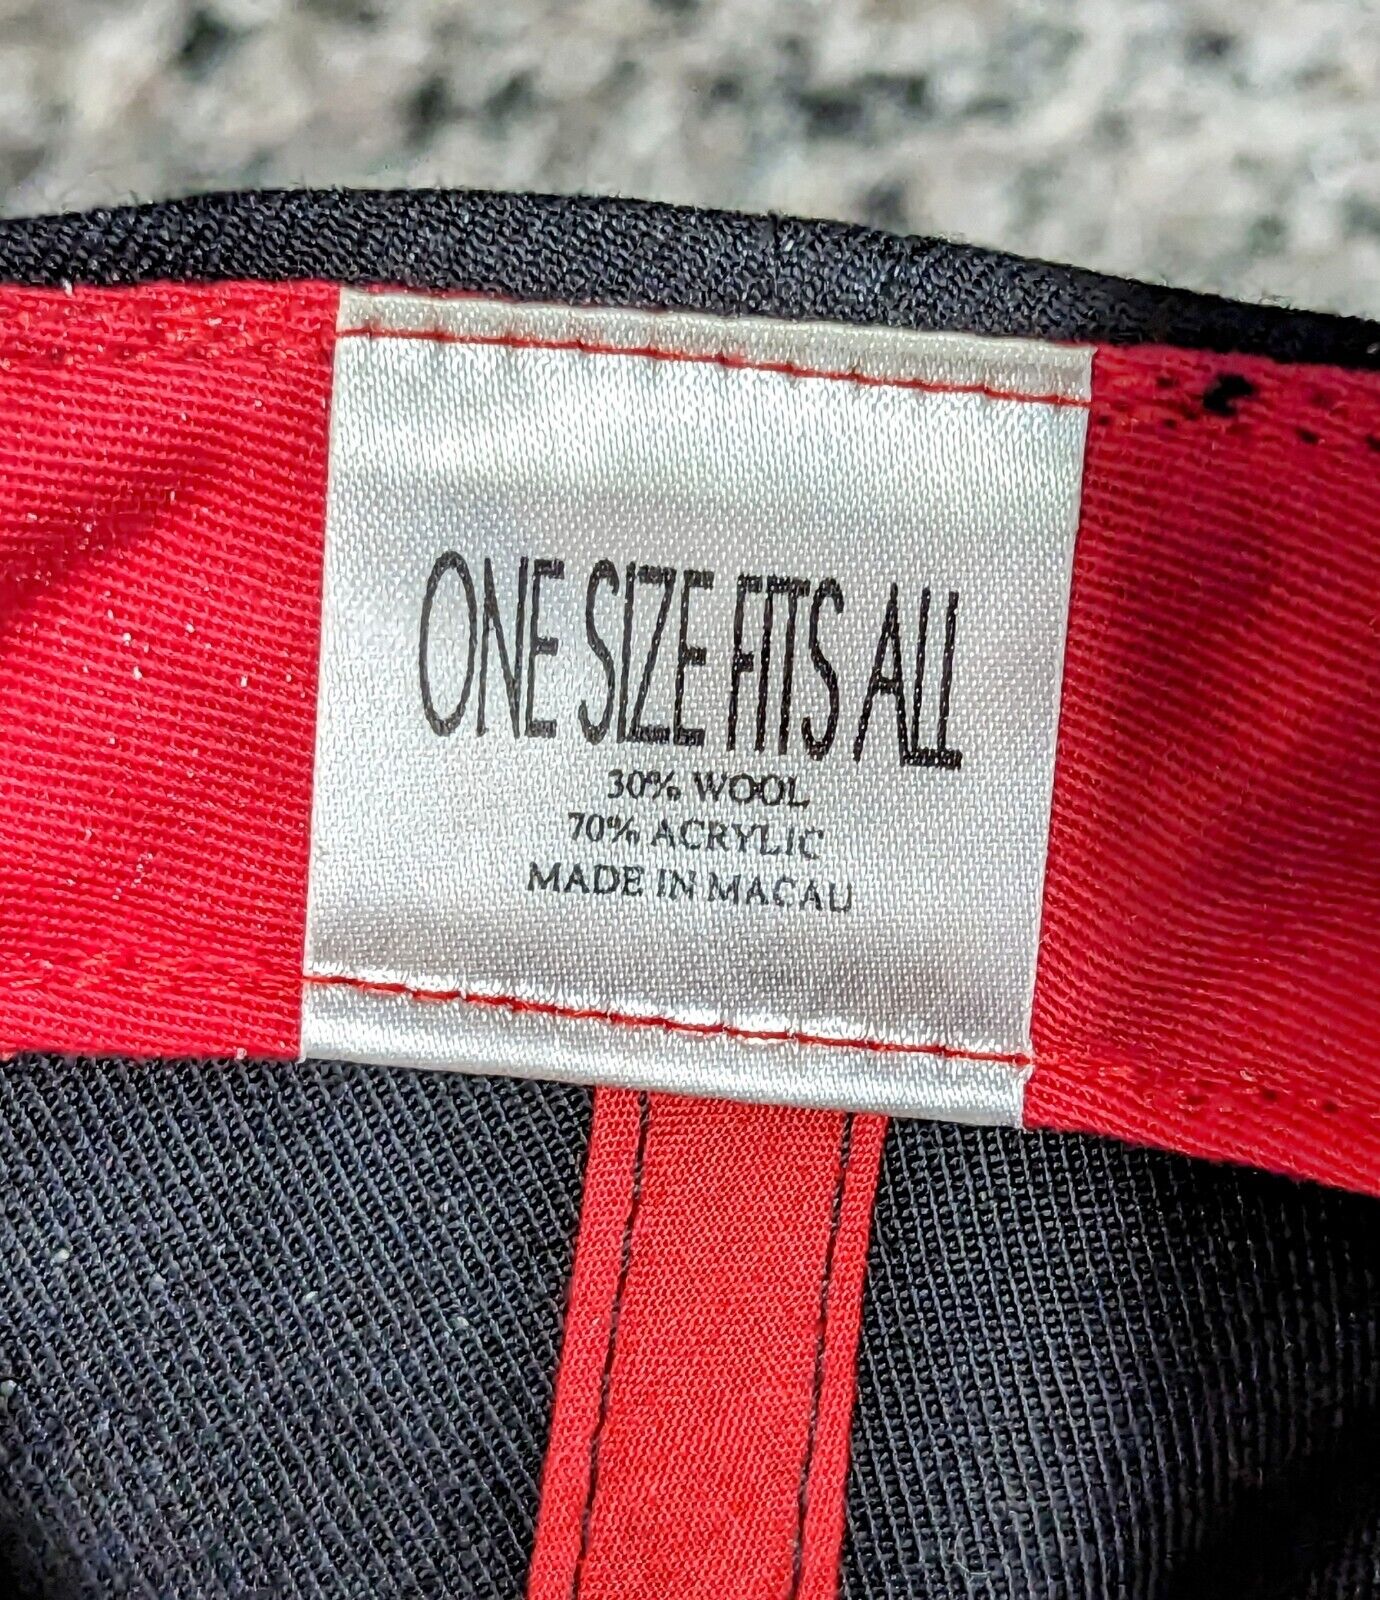 ONE SIZE FITS ALL
30% WOOL
70% ACRYLIC
MADE IN MACAU